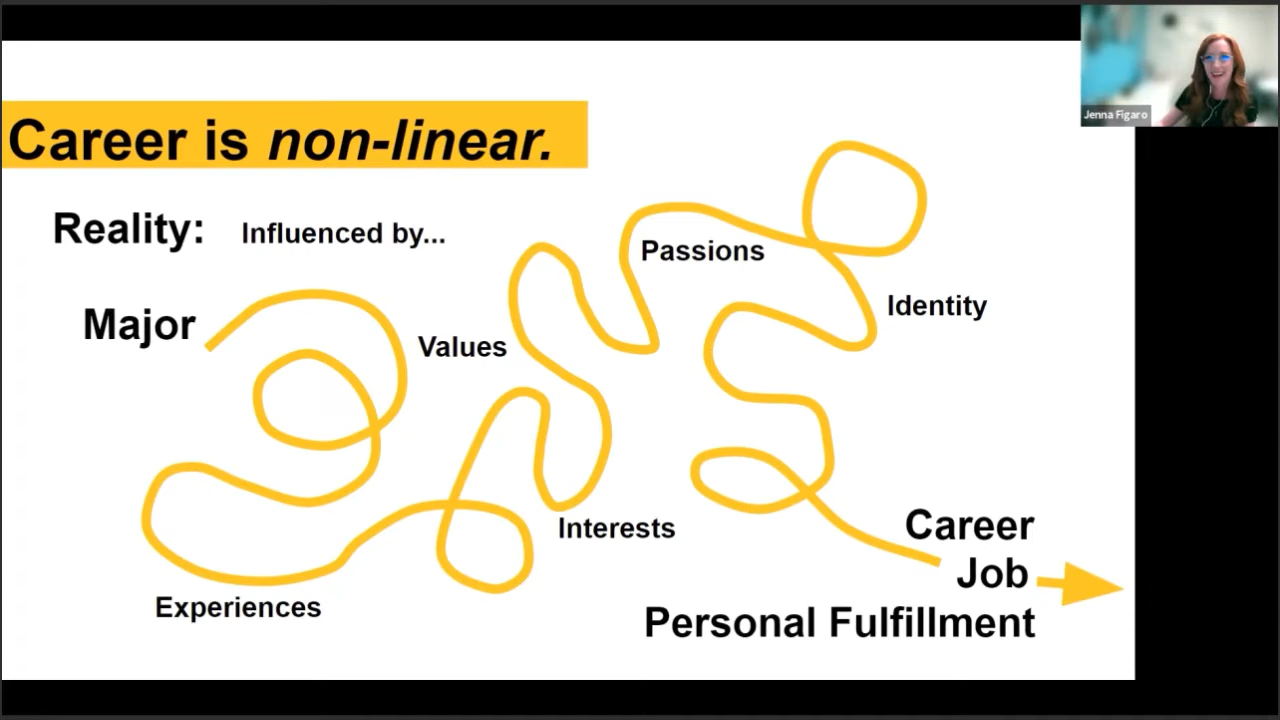 Jenna Figaro
Career is non-linear.
Reality: Influenced by...
Passions
Identity
Major
Values
Interests
Experiences
Career
Job
Personal Fulfillment